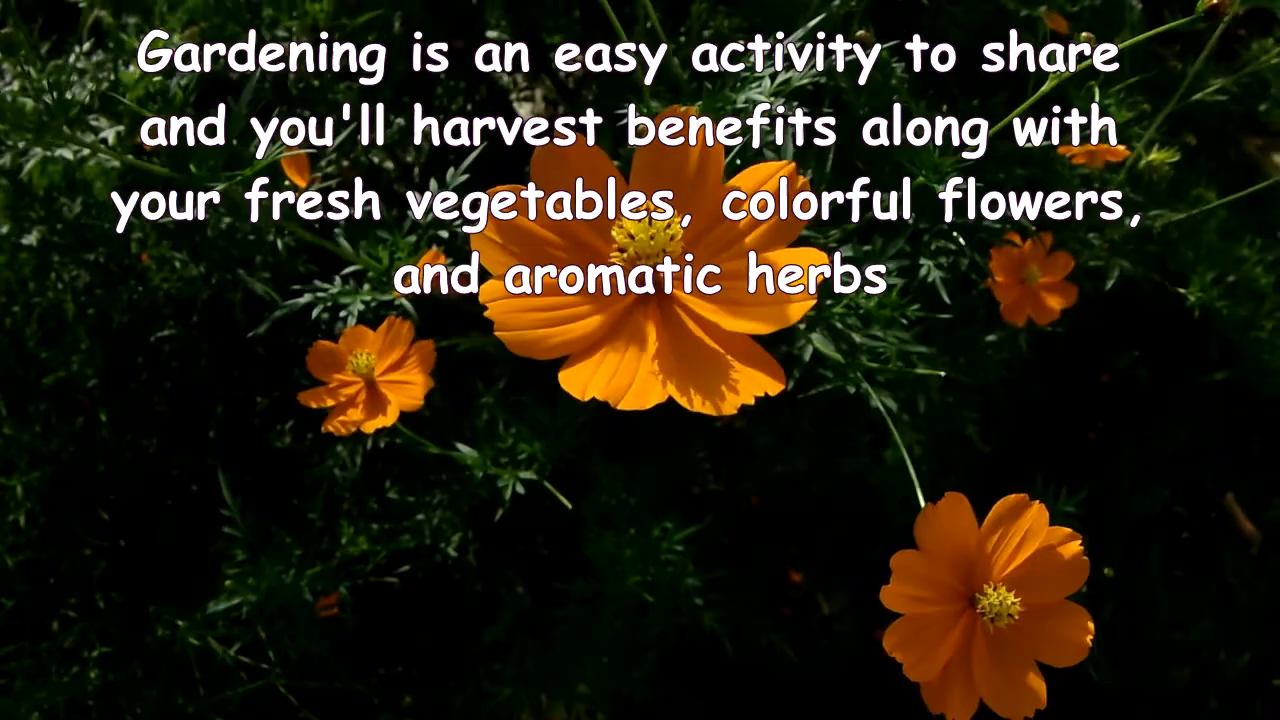 Gardening is an easy activity to share
and you'll harvest benefits along with
your fresh vegetables, colorful flowers,
and aromatic herbs